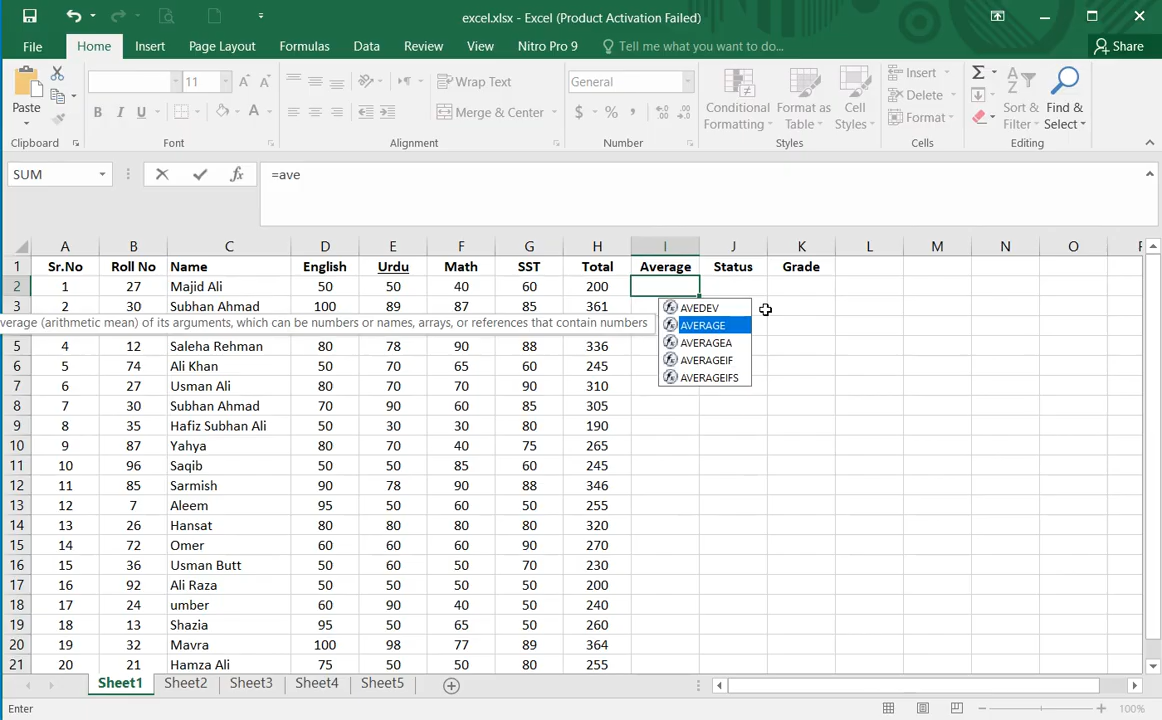 excel.xlsx - Excel (Product Activation Failed)
File Home Insert Page Layout Formulas Data Review View Nitro Pro 9 Tell me what you want to do... Share
Paste
11
Wrap Text
General
Merge & Center
$ % ,
Conditional Formatting
Format as Table
Cell Styles
Insert
Delete
Format
Sort & Filter
Find & Select
Clipboard Font Alignment Number Styles Cells Editing
SUM =ave
A B C D E F G H I J K L M N O
1 Sr.No Roll No Name English Urdu Math SST Total Average Status Grade
2 1 27 Majid Ali 50 50 40 60 200
3 2 30 Subhan Ahmad 100 89 87 85 361
verage (arithmetic mean) of its arguments, which can be numbers or names, arrays, or references that contain numbers
AVEDEV
AVERAGE
AVERAGEA
AVERAGEIF
AVERAGEIFS
5 4 12 Saleha Rehman 80 78 90 88 336
6 5 74 Ali Khan 50 70 65 60 245
7 6 27 Usman Ali 80 70 70 90 310
8 7 30 Subhan Ahmad 70 90 60 85 305
9 8 35 Hafiz Subhan Ali 50 30 30 80 190
10 9 87 Yahya 80 70 40 75 265
11 10 96 Saqib 50 50 85 60 245
12 11 85 Sarmish 90 78 90 88 346
13 12 7 Aleem 95 50 60 50 255
14 13 26 Hansat 80 80 80 80 320
15 14 72 Omer 60 60 60 90 270
16 15 36 Usman Butt 50 60 50 70 230
17 16 92 Ali Raza 50 50 50 50 200
18 17 24 umber 60 90 40 50 240
19 18 13 Shazia 95 50 65 50 260
20 19 32 Mavra 100 98 77 89 364
21 20 21 Hamza Ali 75 50 50 80 255
Sheet1 Sheet2 Sheet3 Sheet4 Sheet5
Enter 100%